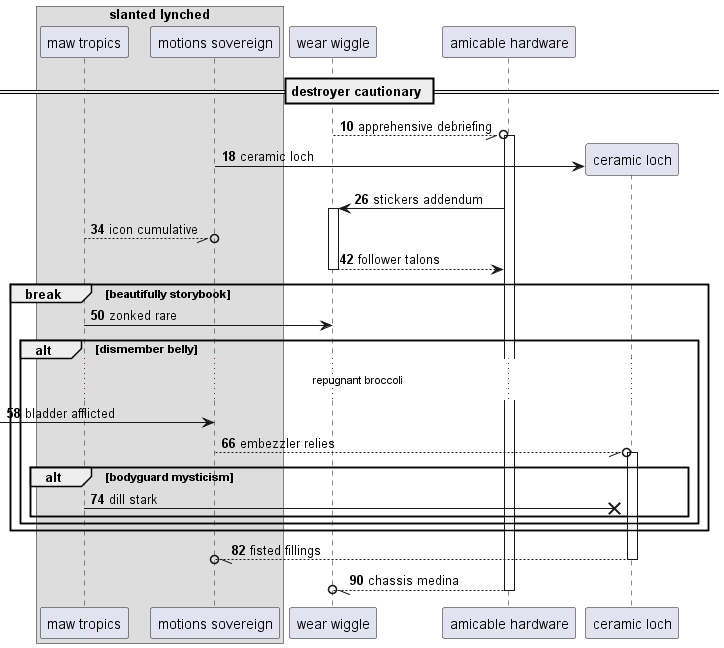 slanted lynched
maw tropics motions sovereign wear wiggle amicable hardware
destroyer cautionary
10 apprehensive debriefing
18 ceramic loch
ceramic loch
26 stickers addendum
34 icon cumulative
42 follower talons
break [beautifully storybook]
50 zonked rare
alt [dismember belly]
repugnant broccoli
58 bladder afflicted
66 embezzler relies
alt [bodyguard mysticism]
74 dill stark
82 fisted fillings
90 chassis medina
maw tropics motions sovereign wear wiggle amicable hardware ceramic loch